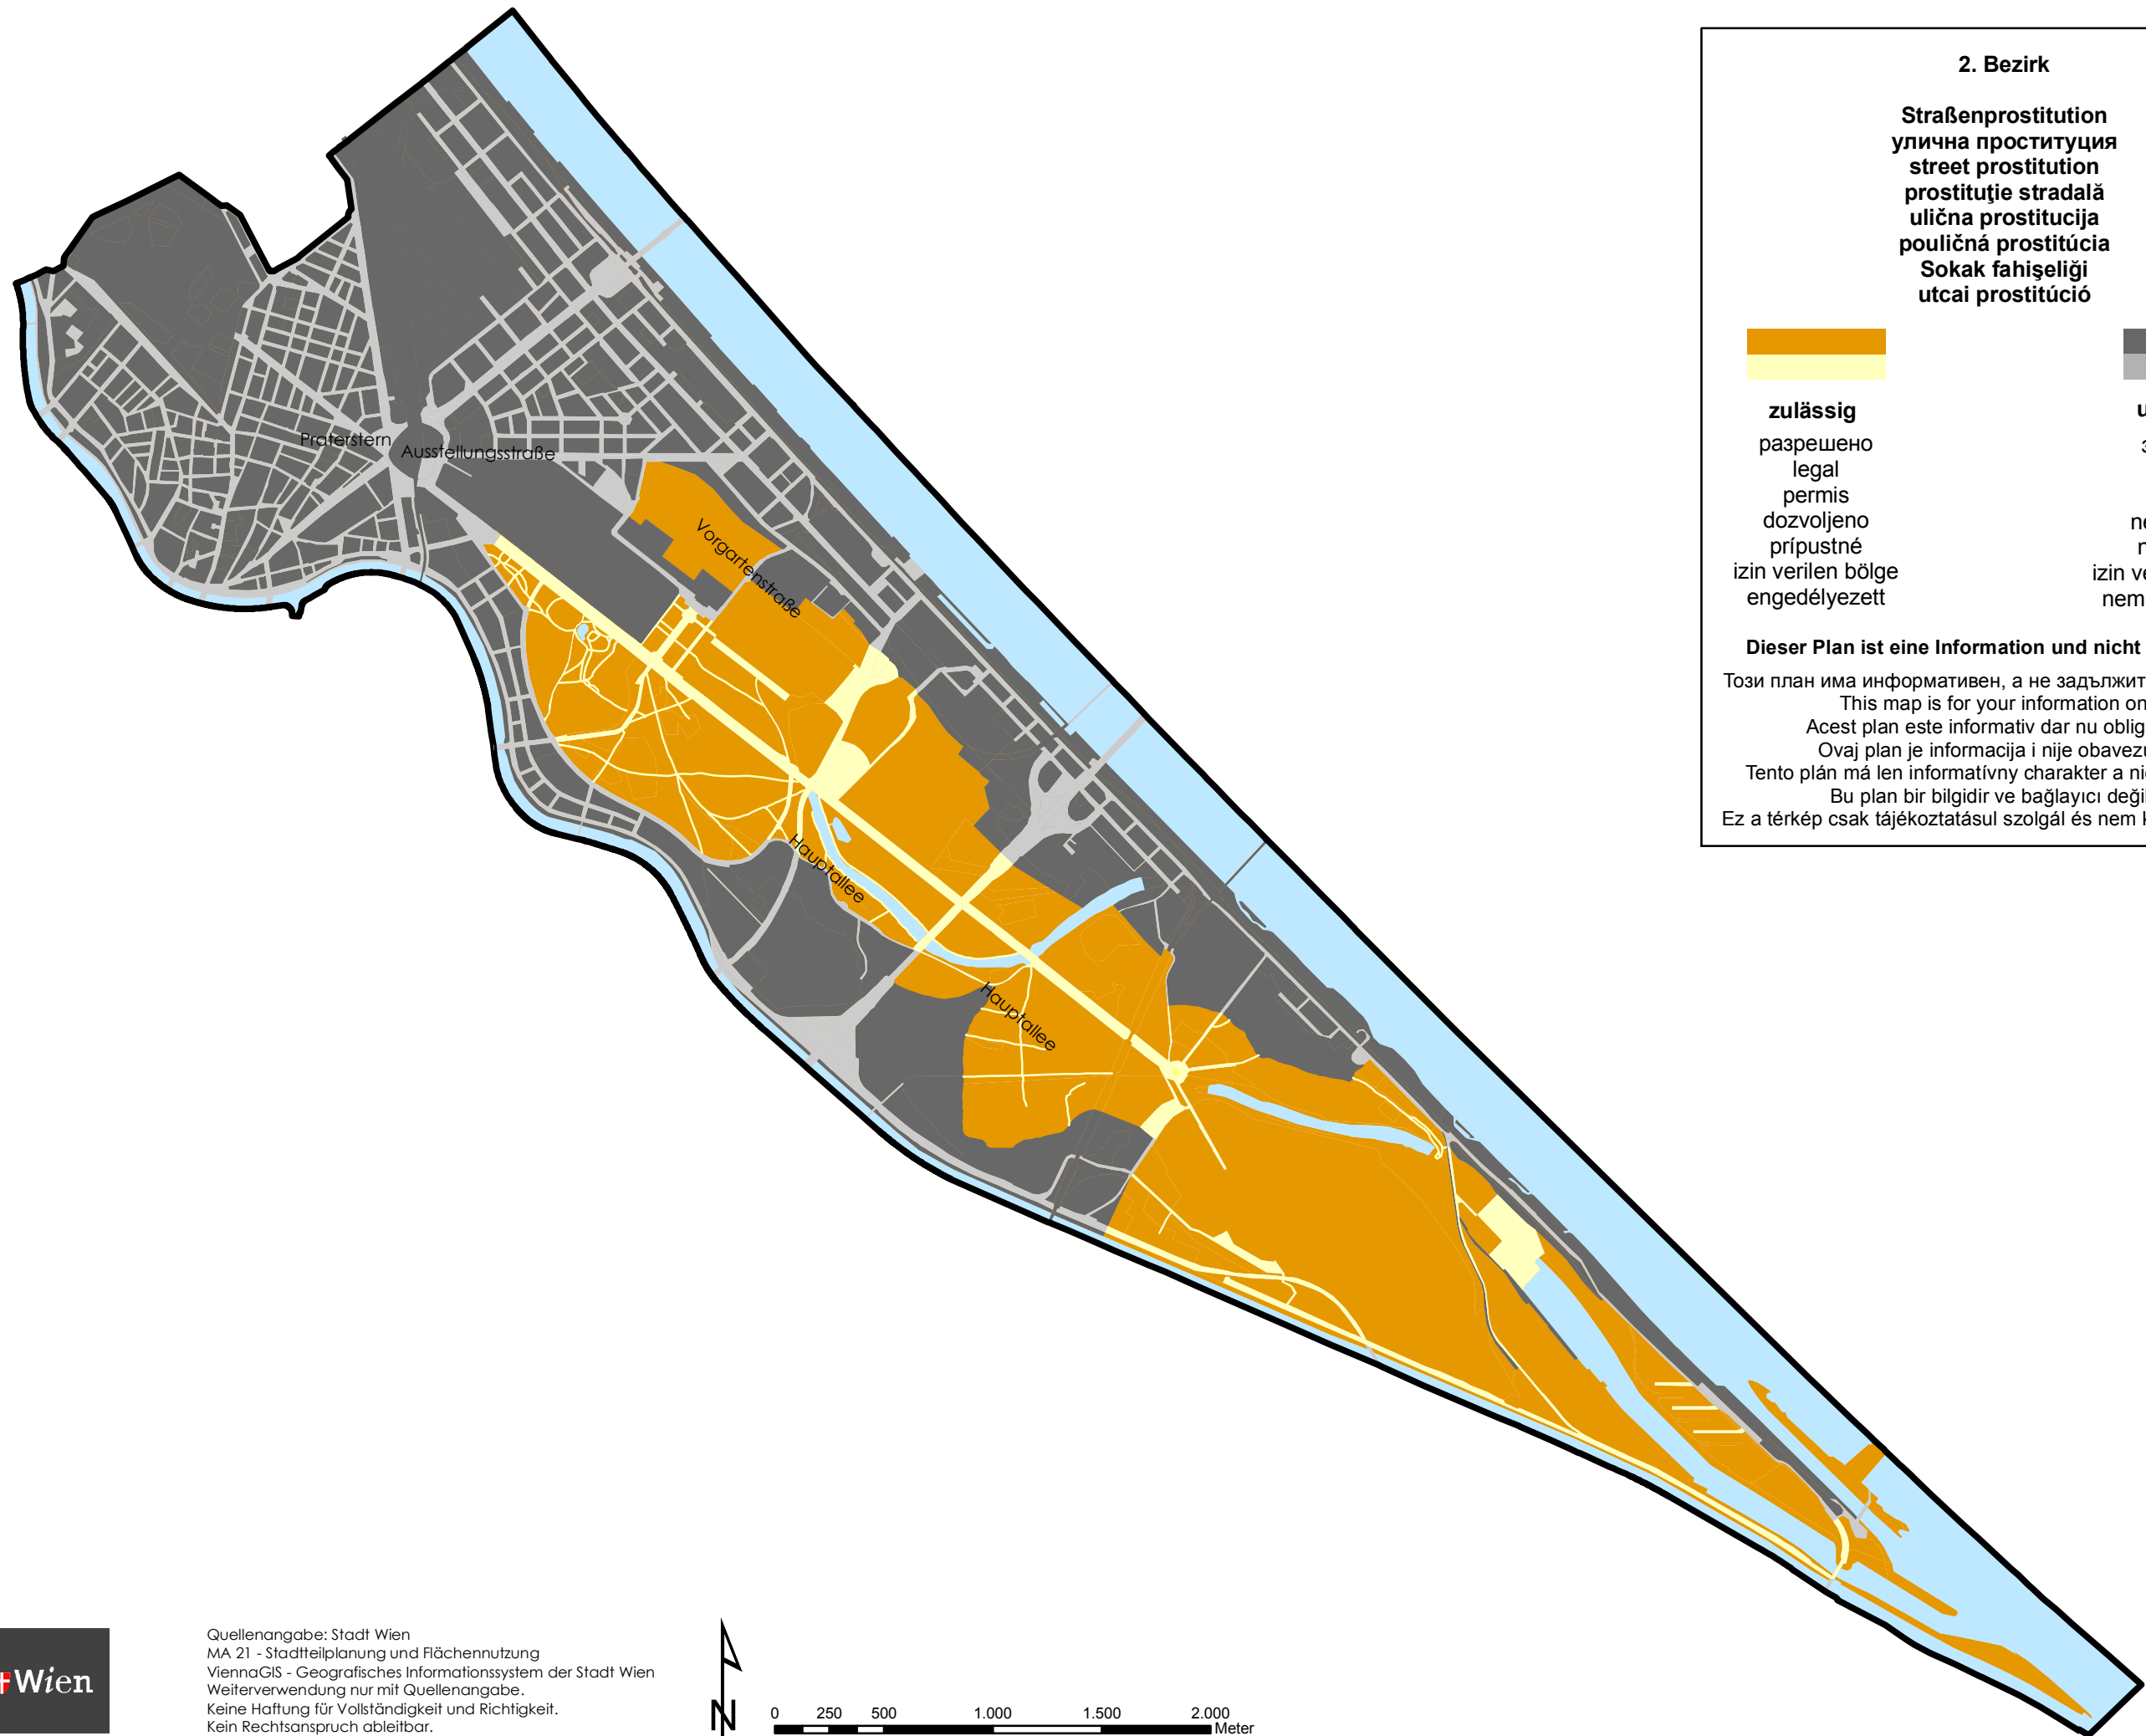 2. Bezirk
Straßenprostitution
улична проституция
street prostitution
prostituţie stradală
ulična prostitucija
pouličná prostitúcia
Sokak fahişeliği
utcai prostitúció
zulässig
разрешено
legal
permis
dozvoljeno
prípustné
izin verilen bölge
engedélyezett
izin
nem
Dieser Plan ist eine Information und nicht
Този план има информативен, а не
This map is for your information
Acest plan este informativ dar nu
Ovaj plan je informacija i nije
Tento plán má len informatívny charakter a
Bu plan bir bilgidir ve bağlayıcı
Ez a térkép csak tájékoztatásul szolgál és nem
Praterstern
Ausstellungsstraße
Vorgartenstraße
Hauptallee
Hauptallee
Wien
Quellenangabe: Stadt Wien
MA 21 - Stadtteilplanung und Flächennutzung
ViennaGIS - Geografisches Informationssystem der Stadt Wien
Weiterverwendung nur mit Quellenangabe.
Keine Haftung für Vollständigkeit und Richtigkeit.
Kein Rechtsanspruch ableitbar.
N
0 250 500 1.000 1.500 2.000
Meter